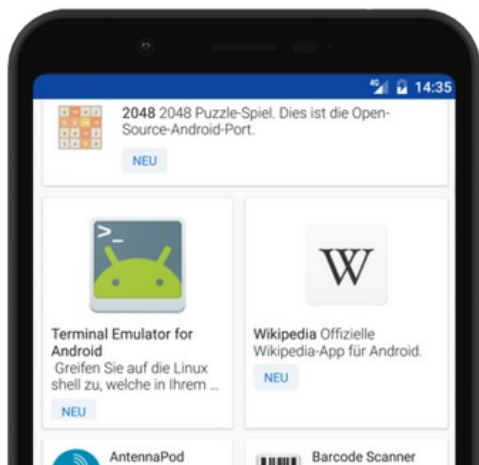 4G 14:35
2048 2048 Puzzle-Spiel. Dies ist die Open-
Source-Android-Port.
NEU
>_
W
Terminal Emulator for
Android
Greifen Sie auf die Linux
shell zu, welche in Ihrem ...
NEU
Wikipedia Offizielle
Wikipedia-App für Android.
NEU
AntennaPod
Barcode Scanner